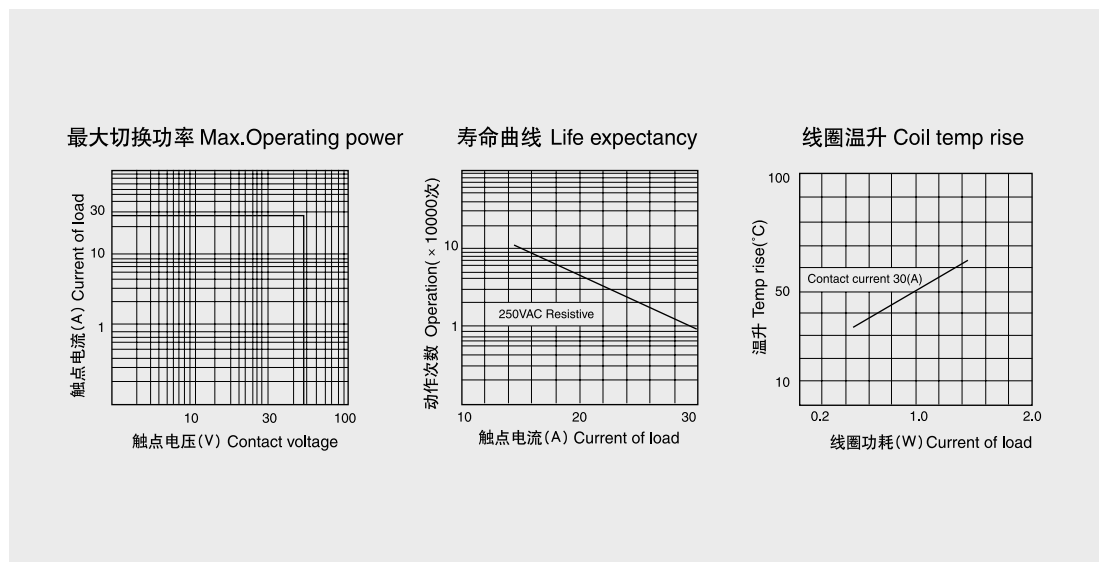 最大切换功率 Max.Operating power
触点电流(A) Current of load
30
10
1
10 30 100
触点电压(V) Contact voltage
寿命曲线 Life expectancy
动作次数 Operation( × 10000次)
10
1
250VAC Resistive
10 20 30
触点电流(A) Current of load
线圈温升 Coil temp rise
温升 Temp rise(°C)
100
50
10
Contact current 30(A)
0.2 1.0 2.0
线圈功耗(W) Current of load